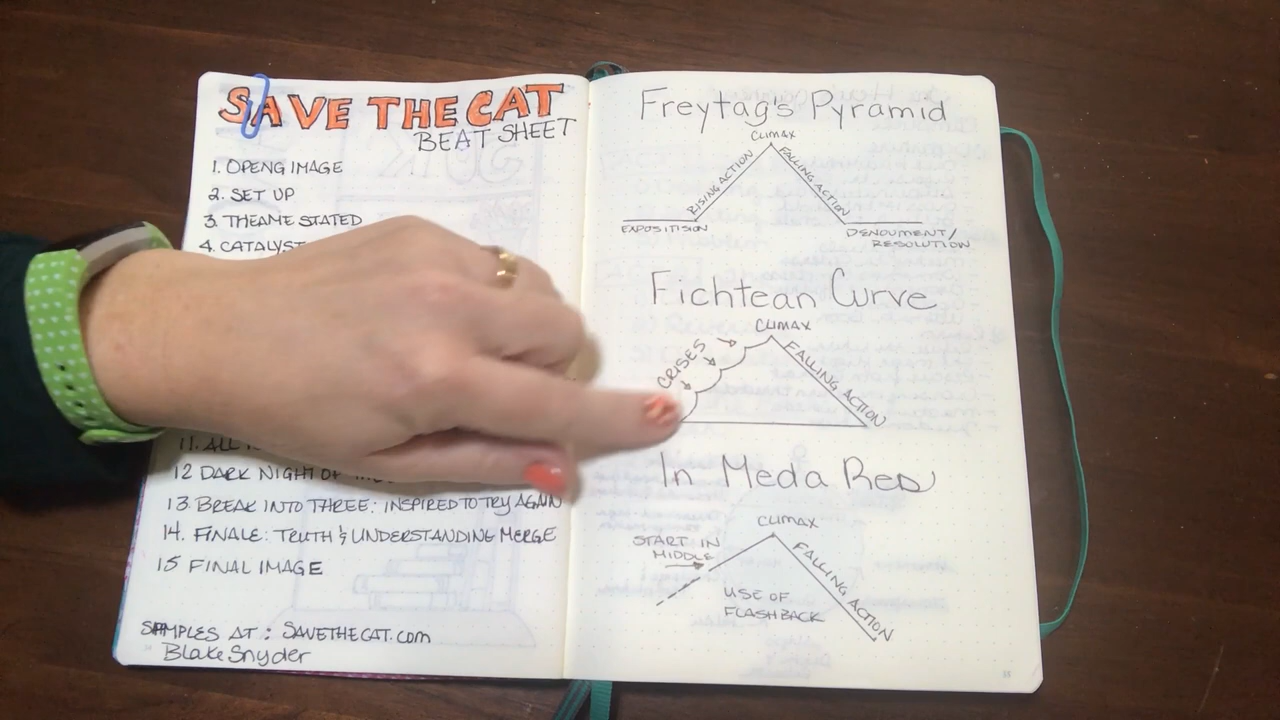 SAVE THE CAT
BEAT SHEET
1. OPENG IMAGE
2. SET UP
3. THEAME STATED
4. CATALYST
11. ALL
12 DARK NIGHT OF
13. BREAK INTO THREE: INSPIRED TO TRY AGAIN
14. FINALE: TRUTH & UNDERSTANDING MERGE
15 FINAL IMAGE
SAMPLES AT: SAVETHECAT.com
Blake Snyder
Freytag's Pyramid
CLIMAX
RISING ACTION
FALLING ACTION
EXPOSITISION
DENOUMENT/
RESOLUTION
Fichtean Curve
CLIMAX
CRISES
FALLING ACTION
In Meda Res
CLIMAX
START IN
MIDDLE
FALLING ACTION
USE OF
FLASHBACK